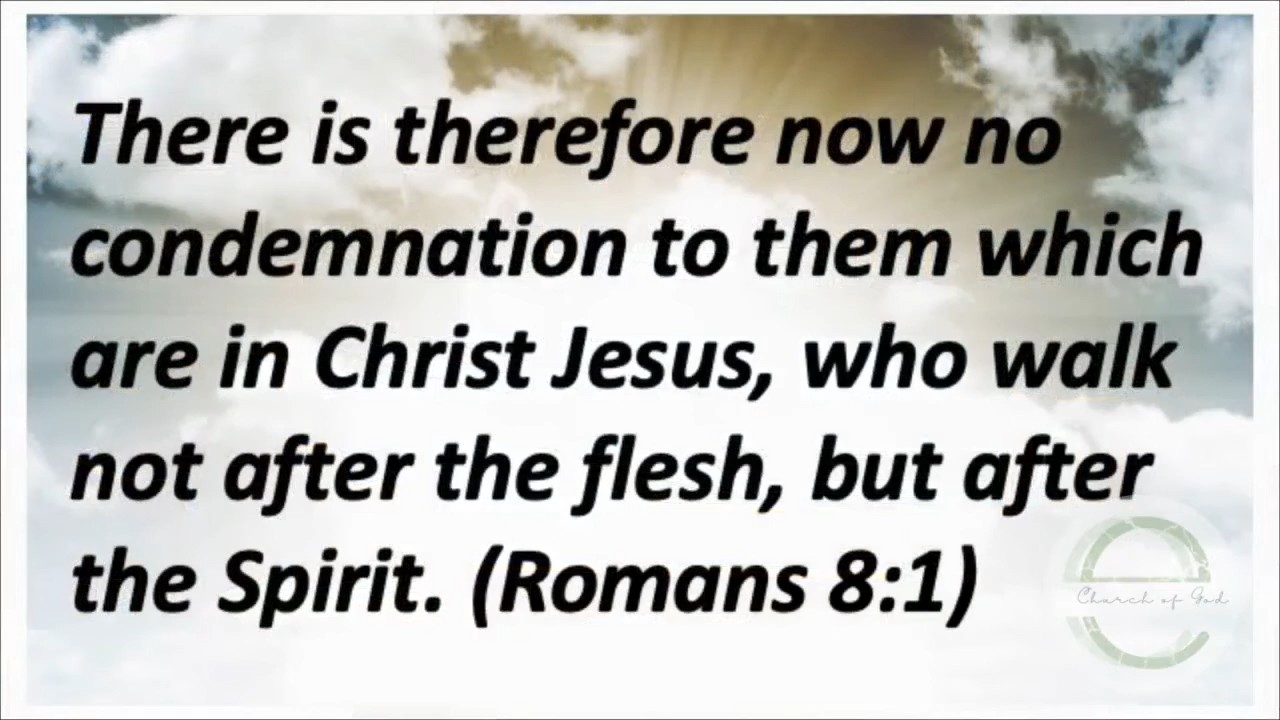 There is therefore now no
condemnation to them which
are in Christ Jesus, who walk
not after the flesh, but after
the Spirit. (Romans 8:1)
Church of God